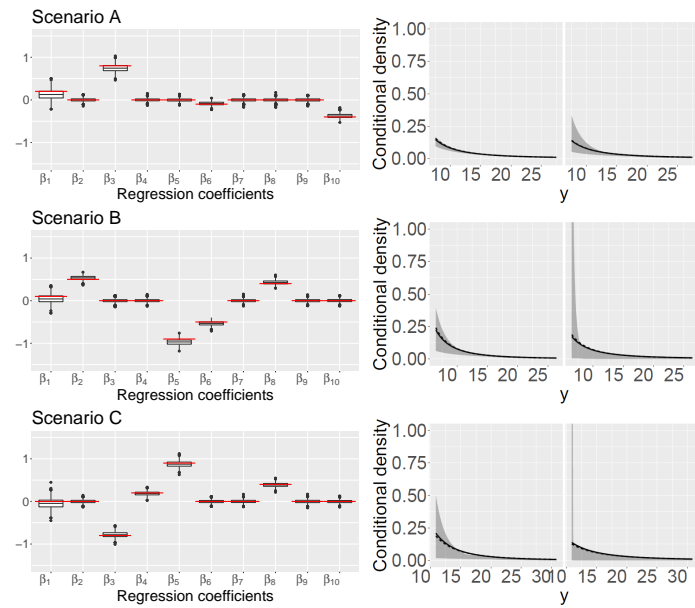 Scenario A
1
0
−1
β1 β2 β3 β4 β5 β6 β7 β8 β9 β10
Regression coefficients
Conditional density
1.00
0.75
0.50
0.25
0.00
10 15 20 25 10 15 20 25
y
Scenario B
1
0
−1
β1 β2 β3 β4 β5 β6 β7 β8 β9 β10
Regression coefficients
Conditional density
1.00
0.75
0.50
0.25
0.00
10 15 20 25 10 15 20 25
y
Scenario C
1
0
−1
β1 β2 β3 β4 β5 β6 β7 β8 β9 β10
Regression coefficients
Conditional density
1.00
0.75
0.50
0.25
0.00
10 15 20 25 30 10 15 20 25 30
y